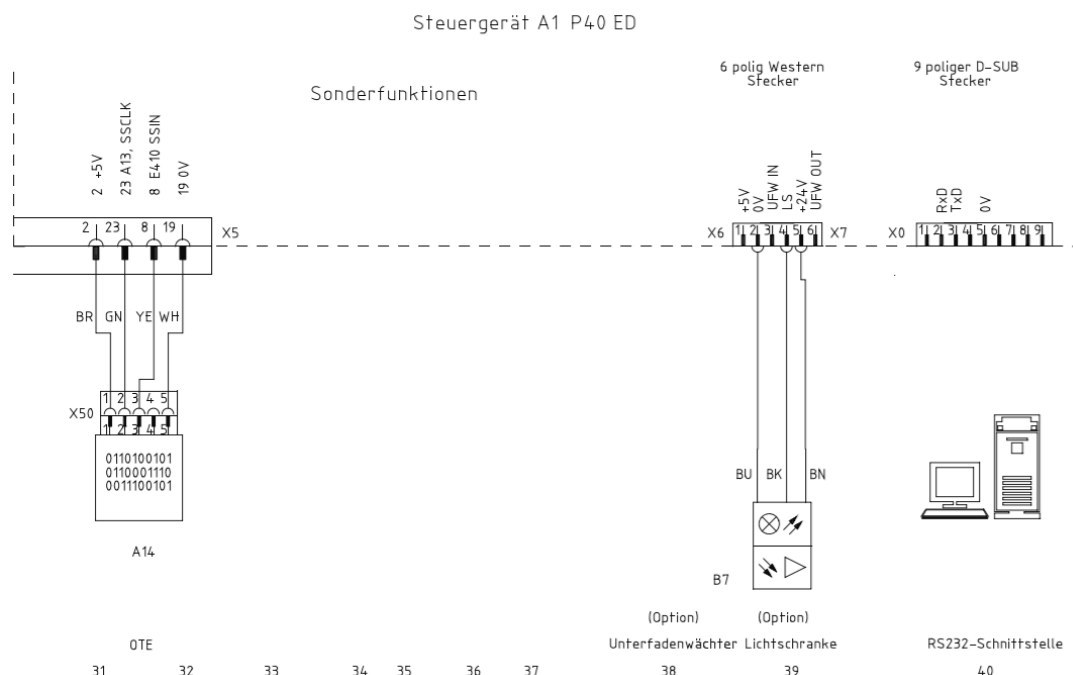 Steuergerät A1 P40 ED
6 polig Western
Stecker
9 poliger D-SUB
Stecker
Sonderfunktionen
2 +5V
23 A13, SSCLK
8 E410 SSIN
19 0V
+5V
0V
UFW IN
LS
+24V
UFW OUT
RxD
TxD
0V
2 23 8 19
X5
X6
1 2 3 4 5 6
X7
X0
1 2 3 4 5 6 7 8 9
BR GN YE WH
1 2 3 4 5
X50
1 2 3 4 5
0110100101
0110001110
0011100101
BU BK BN
A14
B7
(Option) (Option)
OTE
Unterfadenwächter Lichtschranke
RS232-Schnittstelle
31 32 33 34 35 36 37 38 39 40